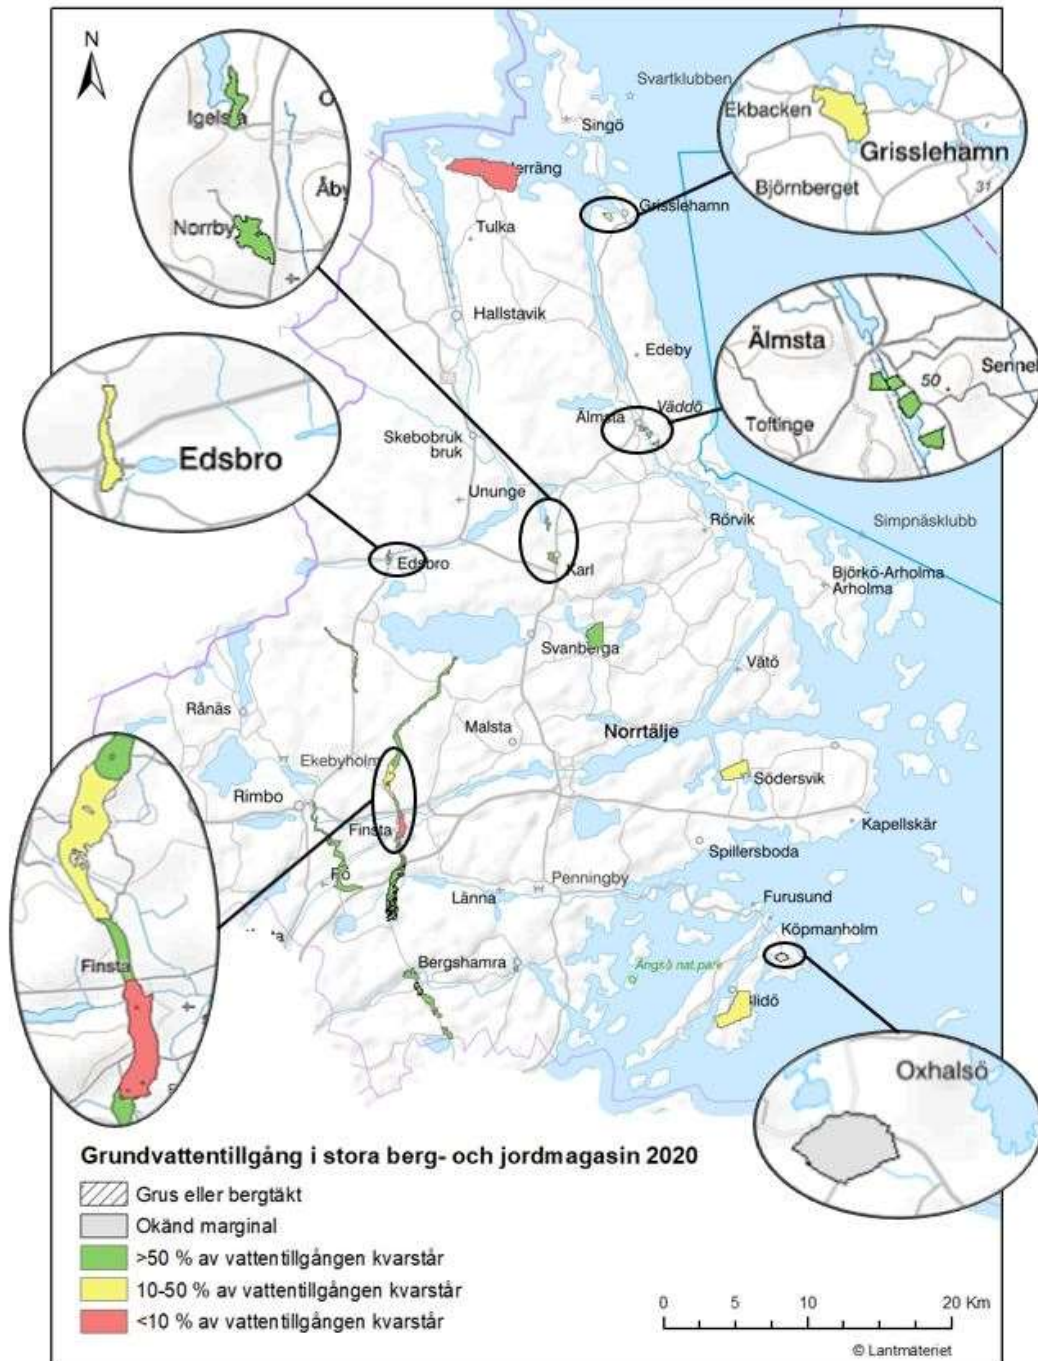 N
Igelsta
Åby
Norrby
Svartklubben
Singö
Ekbacken
Grisslehamn
Björnberget
31
Grisslehamn
Tulka
Hallstavik
Edeby
Älmsta
50
Toftinge
Väddö
Älmsta
Edsbro
Skebobruk
bruk
Ununge
Rörvik
Simpnäsklubb
Edsbro
Karl
Björkö-Arholma
Arholma
Svanberga
Vätö
Rånäs
Malsta
Norrtälje
Ekebyholm
Södersvik
Rimbo
Finsta
Kapellskär
Spillersboda
Penningby
Länna
Furusund
Köpmanholm
Finsta
Bergshamra
Ängsö nat.park
Oxhalsö
Grundvattentillgång i stora berg- och jordmagasin 2020
Grus eller bergtäkt
Okänd marginal
>50 % av vattentillgången kvarstår
10-50 % av vattentillgången kvarstår
<10 % av vattentillgången kvarstår
0 5 10 20 Km
© Lantmäteriet